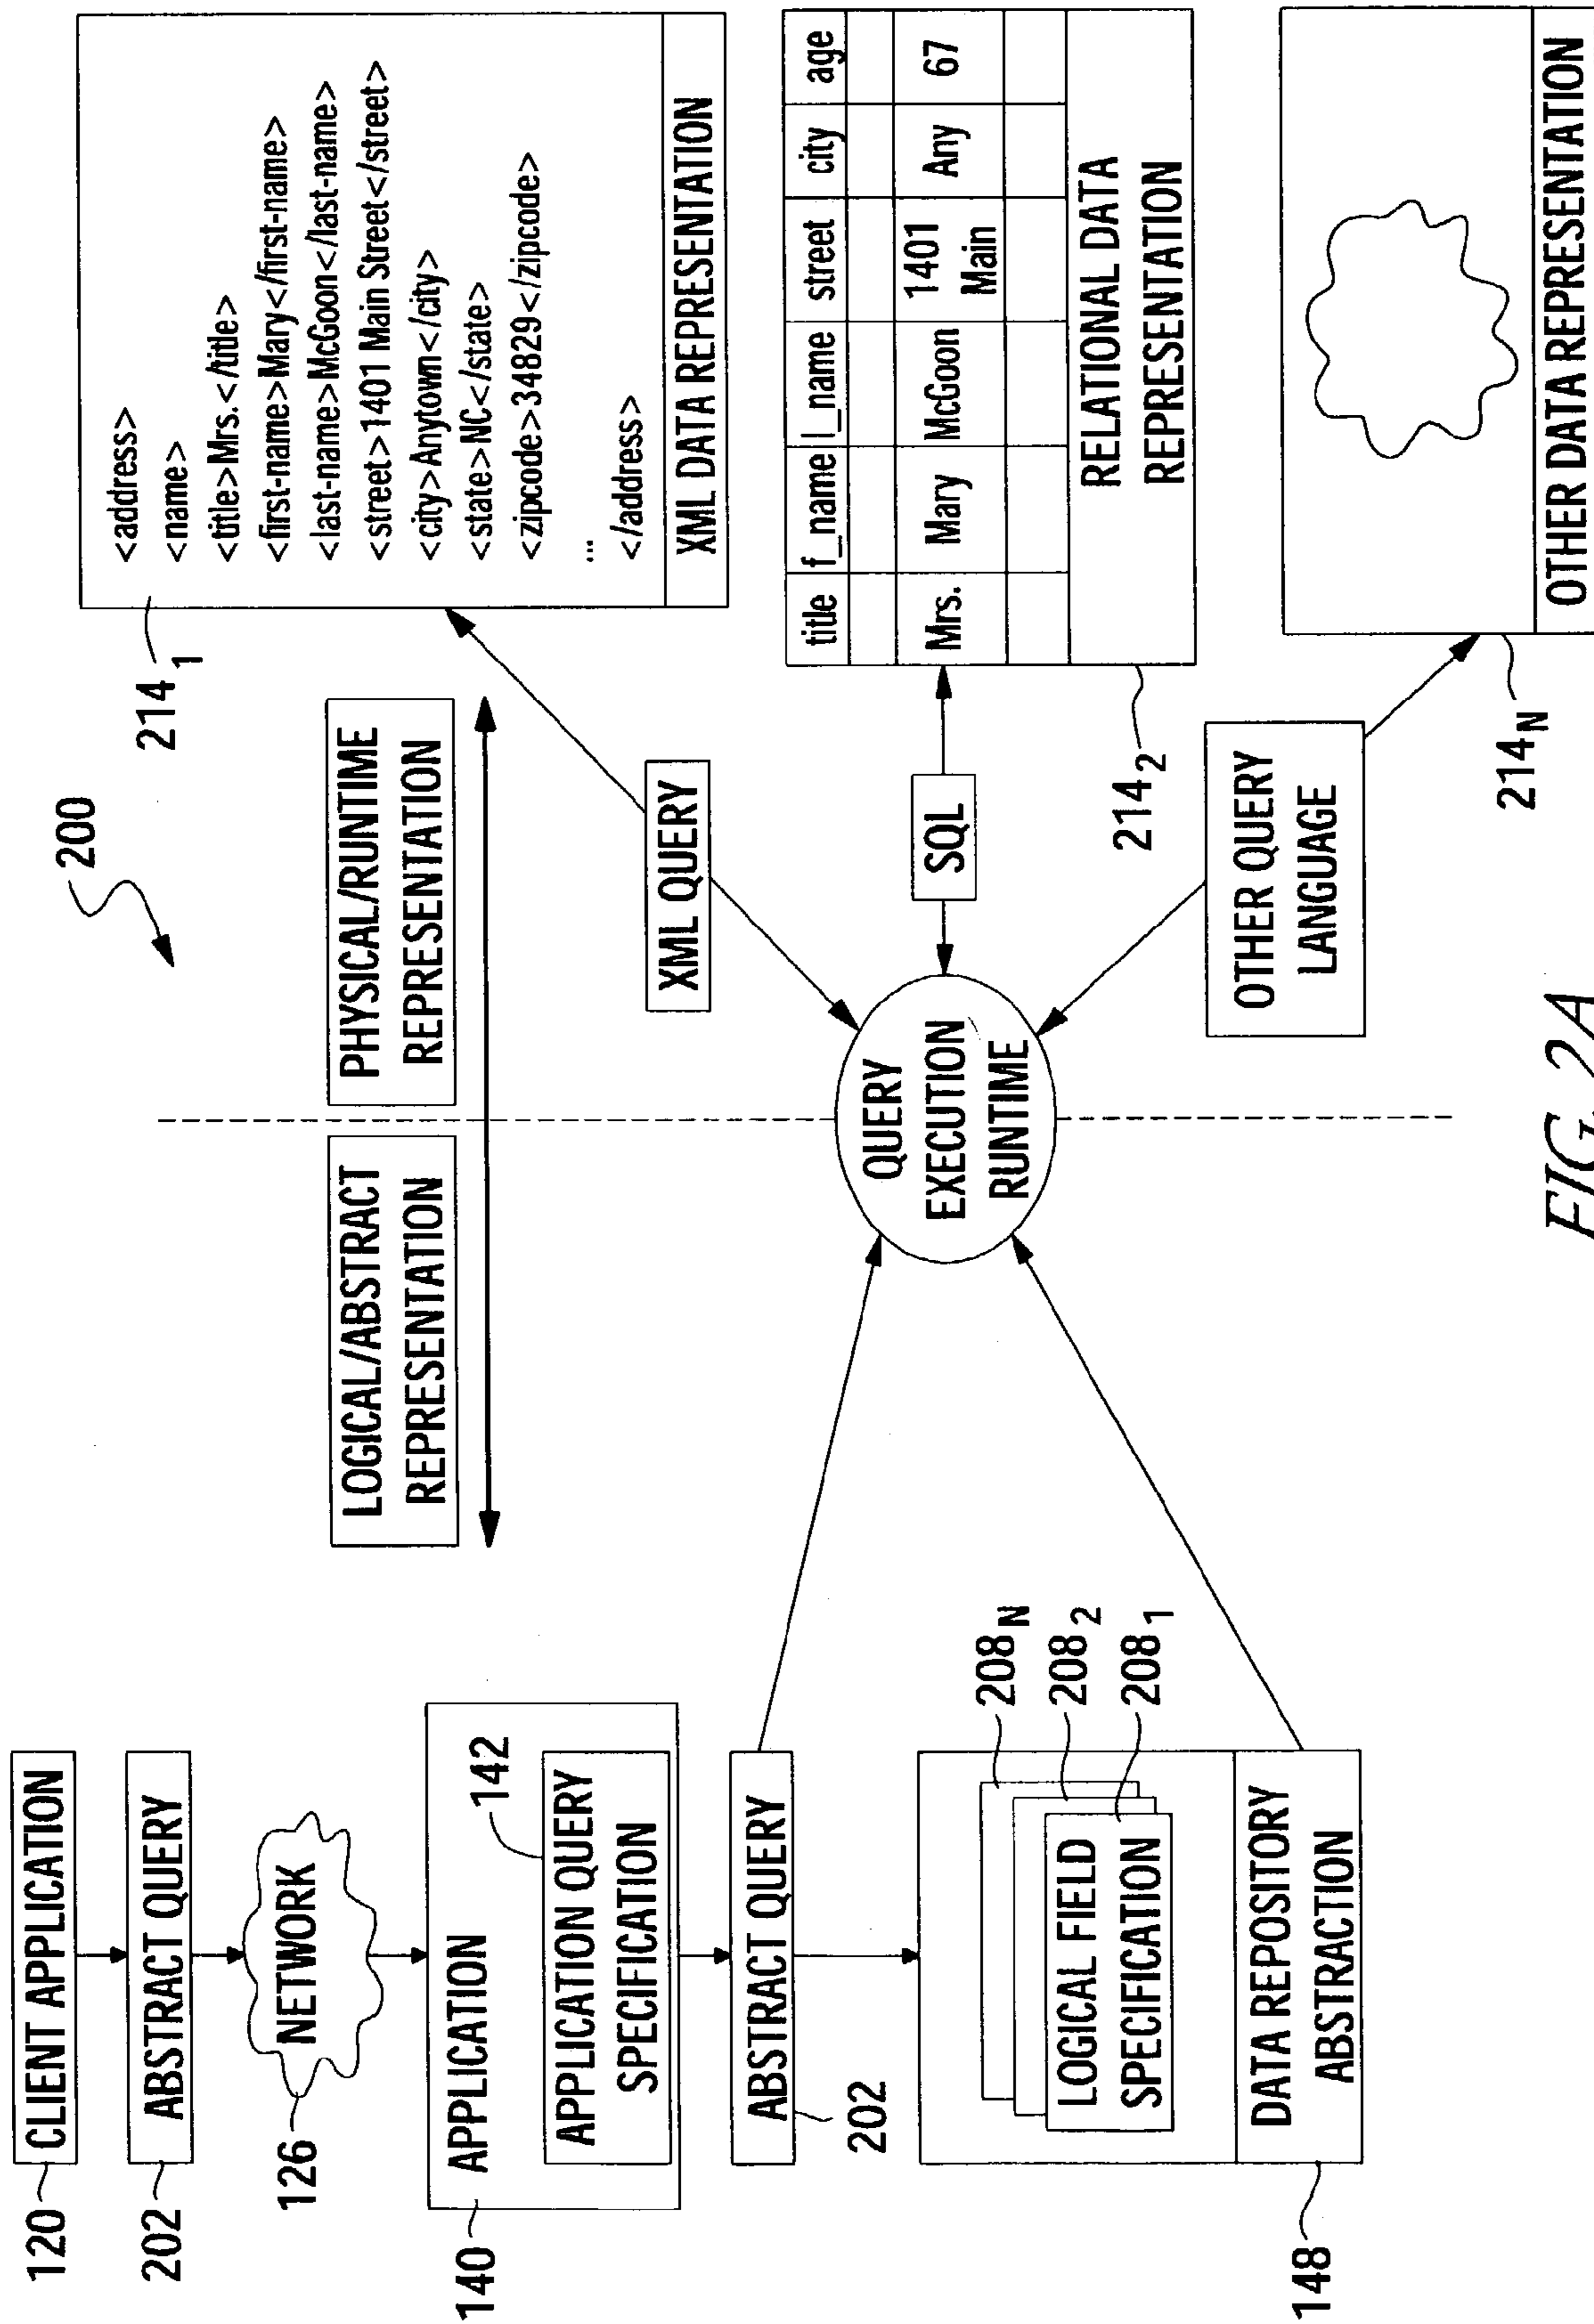 120
CLIENT APPLICATION
202
ABSTRACT QUERY
126
NETWORK
140
APPLICATION
142
APPLICATION QUERY
SPECIFICATION
ABSTRACT QUERY
202
208N
2082
2081
LOGICAL FIELD
SPECIFICATION
DATA REPOSITORY
ABSTRACTION
148
200
LOGICAL/ABSTRACT
REPRESENTATION
PHYSICAL/RUNTIME
REPRESENTATION
QUERY
EXECUTION
RUNTIME
XML QUERY
SQL
OTHER QUERY
LANGUAGE
214 1
<address>
<name>
<title>Mrs.</title>
<first-name>Mary</first-name>
<last-name>McGoon</last-name>
<street>1401 Main Street</street>
<city>Anytown</city>
<state>NC</state>
<zipcode>34829</zipcode>
...
</address>
XML DATA REPRESENTATION
title f_name l_name street city age
Mrs. Mary McGoon 1401 Main Any 67
RELATIONAL DATA
REPRESENTATION
214 2
OTHER DATA REPRESENTATION
214N
FIG. 2A